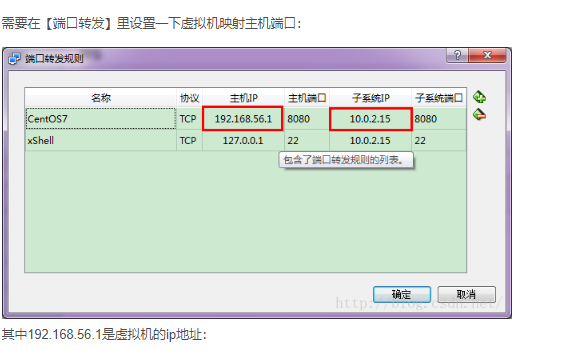 需要在【端口转发】里设置一下虚拟机映射主机端口：
端口转发规则
名称 协议 主机IP 主机端口 子系统IP 子系统端口
CentOS7 TCP 192.168.56.1 8080 10.0.2.15 8080
xShell TCP 127.0.0.1 22 10.0.2.15 22
包含了端口转发规则的列表。
http://blog.csdn.net/
确定 取消
其中192.168.56.1是虚拟机的ip地址：